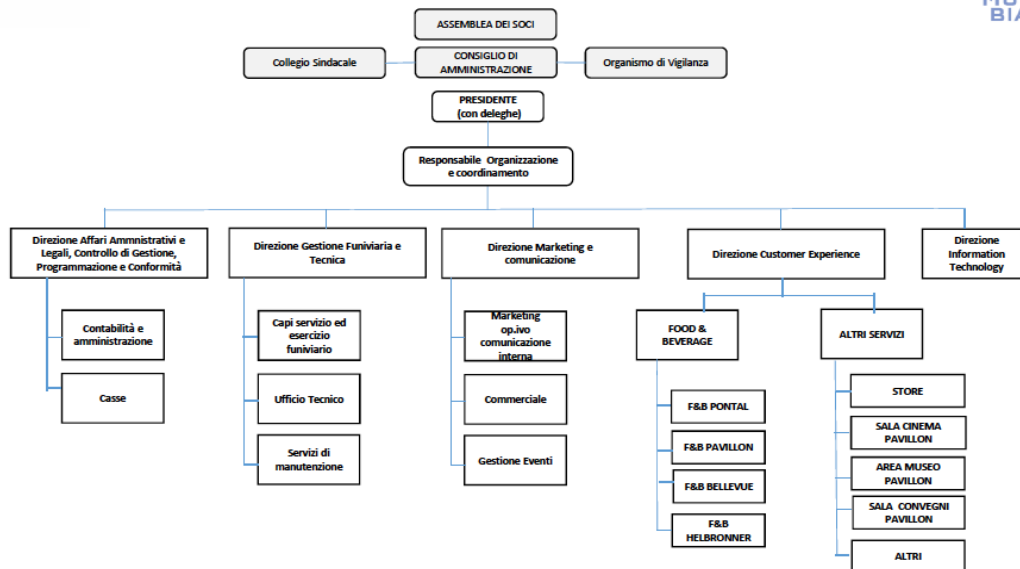 MO
BIA
ASSEMBLEA DEI SOCI
Collegio Sindacale
CONSIGLIO DI
AMMINISTRAZIONE
Organismo di Vigilanza
PRESIDENTE
(con deleghe)
Responsabile Organizzazione
e coordinamento
Direzione Affari Ammnistrativi e
Legali, Controllo di Gestione,
Programmazione e Conformità
Direzione Gestione Funiviaria e
Tecnica
Direzione Marketing e
comunicazione
Direzione Customer Experience
Direzione
Information
Technology
Contabilità e
amministrazione
Casse
Capi servizio ed
esercizio
funiviario
Ufficio Tecnico
Servizi di
manutenzione
Marketing
op.ivo
comunicazione
interna
Commerciale
Gestione Eventi
FOOD &
BEVERAGE
F&B PONTAL
F&B PAVILLON
F&B BELLEVUE
F&B
HELBRONNER
ALTRI SERVIZI
STORE
SALA CINEMA
PAVILLON
AREA MUSEO
PAVILLON
SALA CONVEGNI
PAVILLON
ALTRI